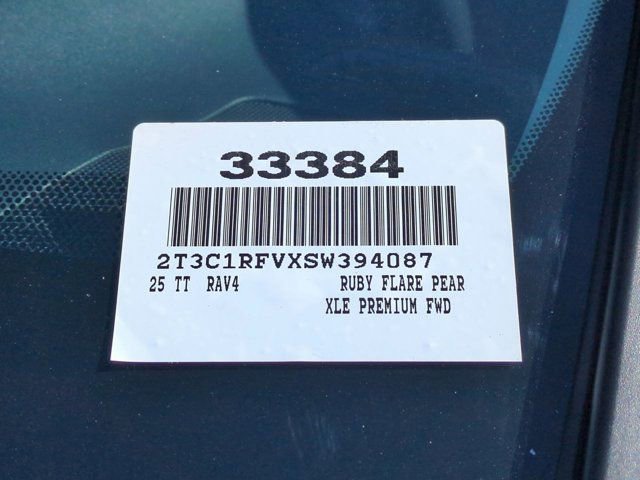 33384
2T3C1RFVXSW394087
25 TT RAV4 RUBY FLARE PEAR
XLE PREMIUM FWD